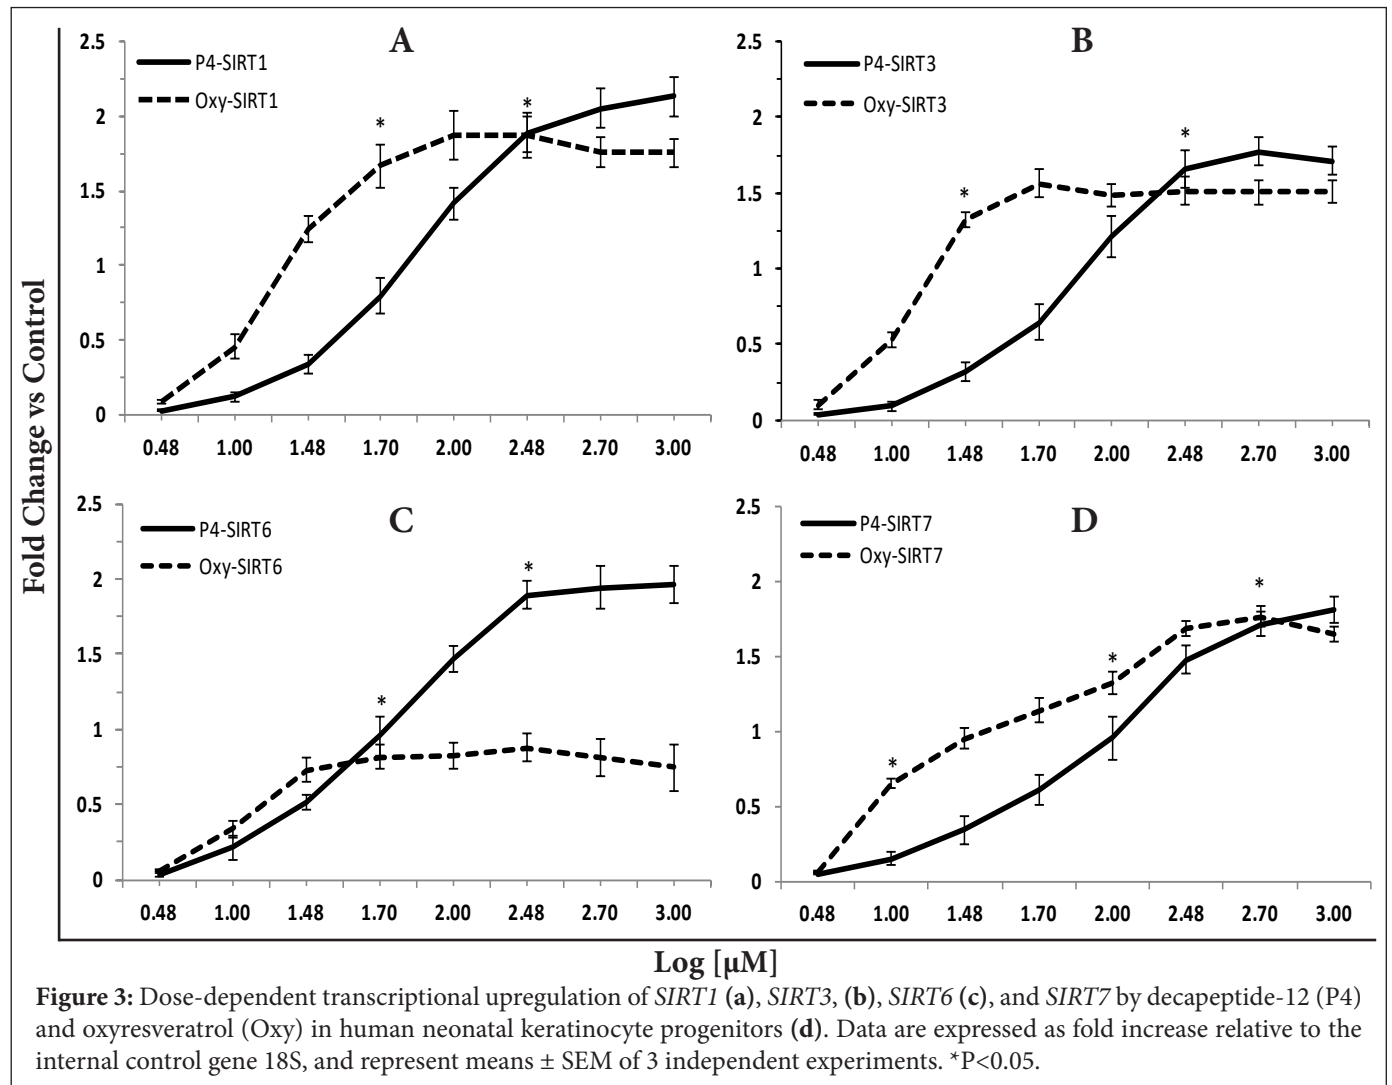 Fold Change vs Control
A
P4-SIRT1
Oxy-SIRT1
2.5
2
1.5
1
0.5
0
* *
0.48 1.00 1.48 1.70 2.00 2.48 2.70 3.00
B
P4-SIRT3
Oxy-SIRT3
2.5
2
1.5
1
0.5
0
* *
0.48 1.00 1.48 1.70 2.00 2.48 2.70 3.00
C
P4-SIRT6
Oxy-SIRT6
2.5
2
1.5
1
0.5
0
* *
0.48 1.00 1.48 1.70 2.00 2.48 2.70 3.00
D
P4-SIRT7
Oxy-SIRT7
2.5
2
1.5
1
0.5
0
* * *
0.48 1.00 1.48 1.70 2.00 2.48 2.70 3.00
Log [µM]
Figure 3: Dose-dependent transcriptional upregulation of SIRT1 (a), SIRT3, (b), SIRT6 (c), and SIRT7 by decapeptide-12 (P4)
and oxyresveratrol (Oxy) in human neonatal keratinocyte progenitors (d). Data are expressed as fold increase relative to the
internal control gene 18S, and represent means ± SEM of 3 independent experiments. *P<0.05.